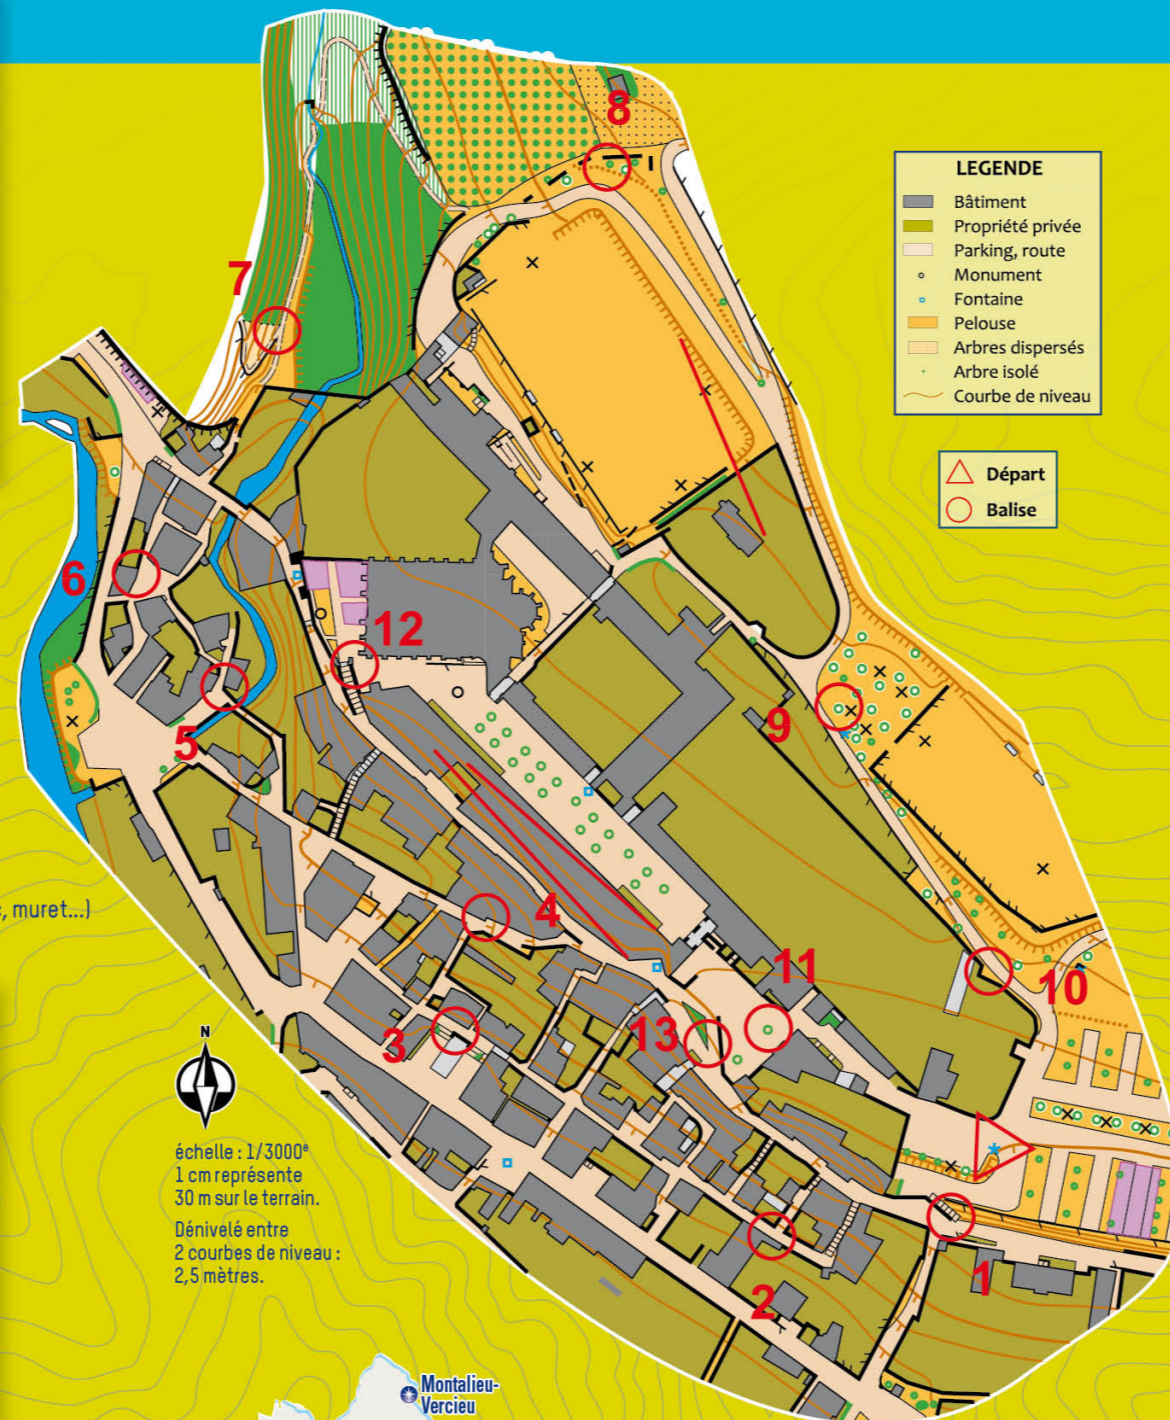 8
LEGENDE
Bâtiment
Propriété privée
Parking, route
Monument
Fontaine
Pelouse
Arbres dispersés
Arbre isolé
Courbe de niveau
7
Départ
Balise
6
12
9
5
4
, muret...)
11
10
3
13
N
échelle : 1/3000e
1 cm représente
30 m sur le terrain.
Dénivelé entre
2 courbes de niveau :
2,5 mètres.
1
2
Montalieu-
Vercieu